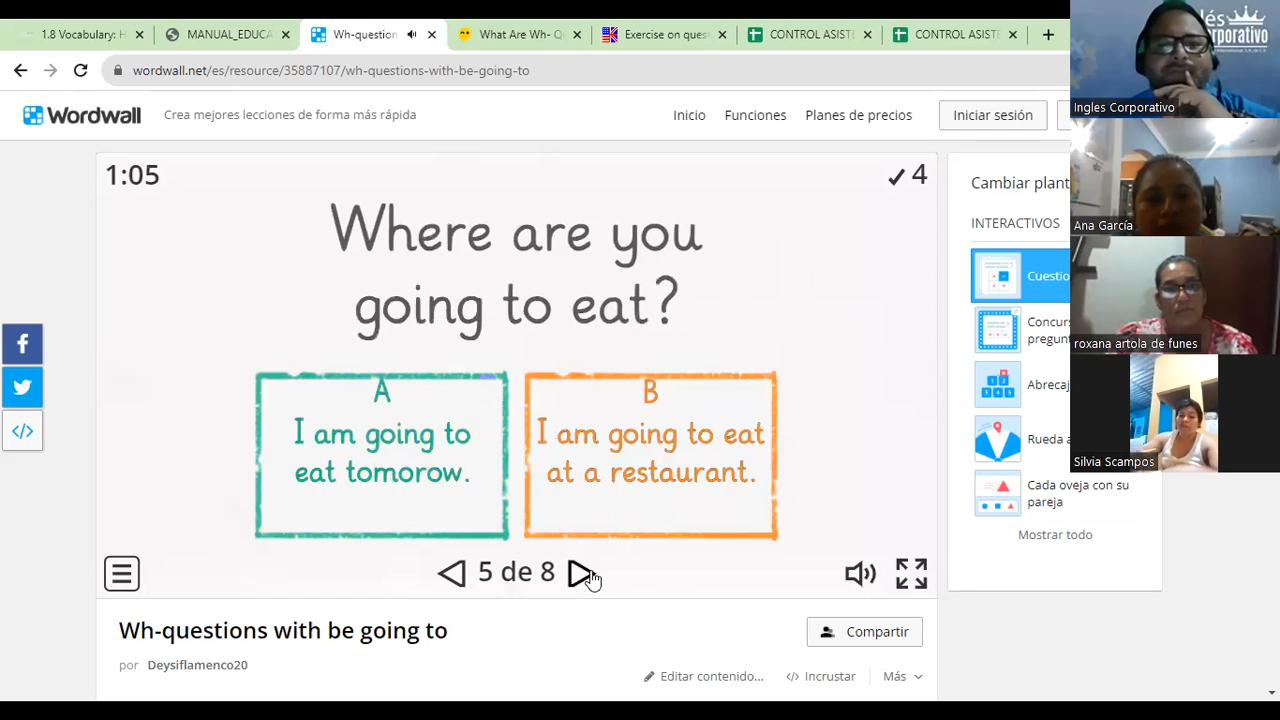 1.8 Vocabulary: H
MANUAL_EDUCA
Wh-question
What Are Wh- Q
Exercise on ques
CONTROL ASISTE
CONTROL ASISTE
wordwall.net/es/resource/35887107/wh-questions-with-be-going-to
Wordwall
Crea mejores lecciones de forma más rápida
Inicio
Funciones
Planes de precios
Iniciar sesión
1:05
4
Where are you
going to eat?
A
I am going to
eat tomorow.
B
I am going to eat
at a restaurant.
5 de 8
Wh-questions with be going to
por Deysiflamenco20
Compartir
Editar contenido...
Incrustar
Más
Cambiar plant
INTERACTIVOS
Cuestio
Concurs
pregun
Abrecaj
Rueda a
Cada oveja con su
pareja
Mostrar todo
Ingles Corporativo
Ana García
roxana artola de funes
Silvia Scampos